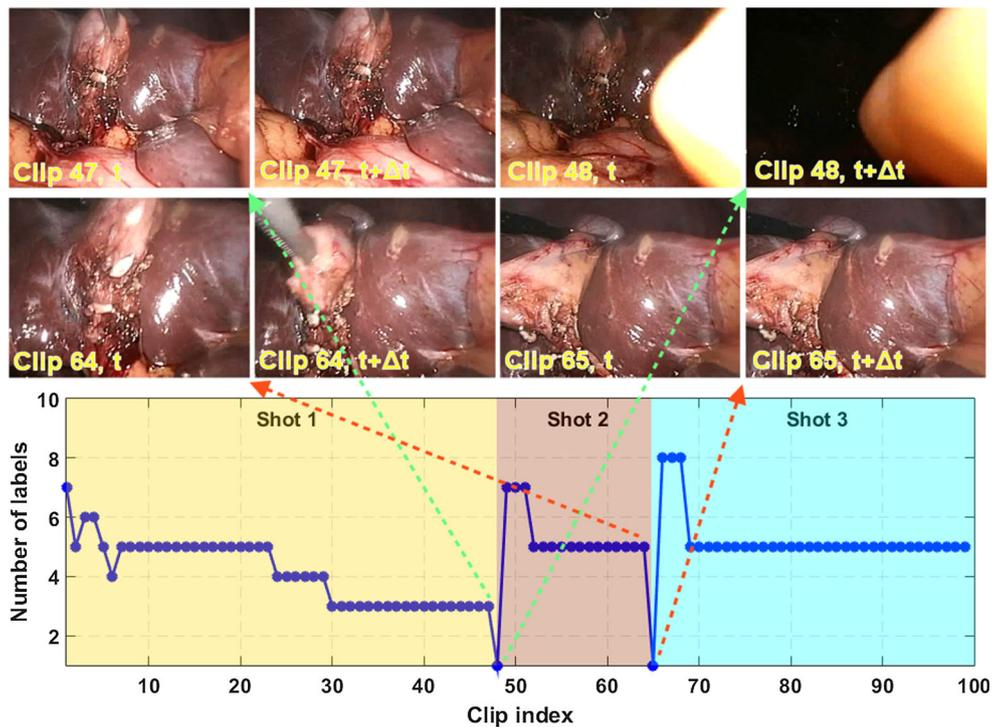 Clip 47, t
Clip 47, t+Δt
Clip 48, t
Clip 48, t+Δt
Clip 64, t
Clip 64, t+Δt
Clip 65, t
Clip 65, t+Δt
Shot 1
Shot 2
Shot 3
Number of labels
10
8
6
4
2
10
20
30
40
50
60
70
80
90
100
Clip index